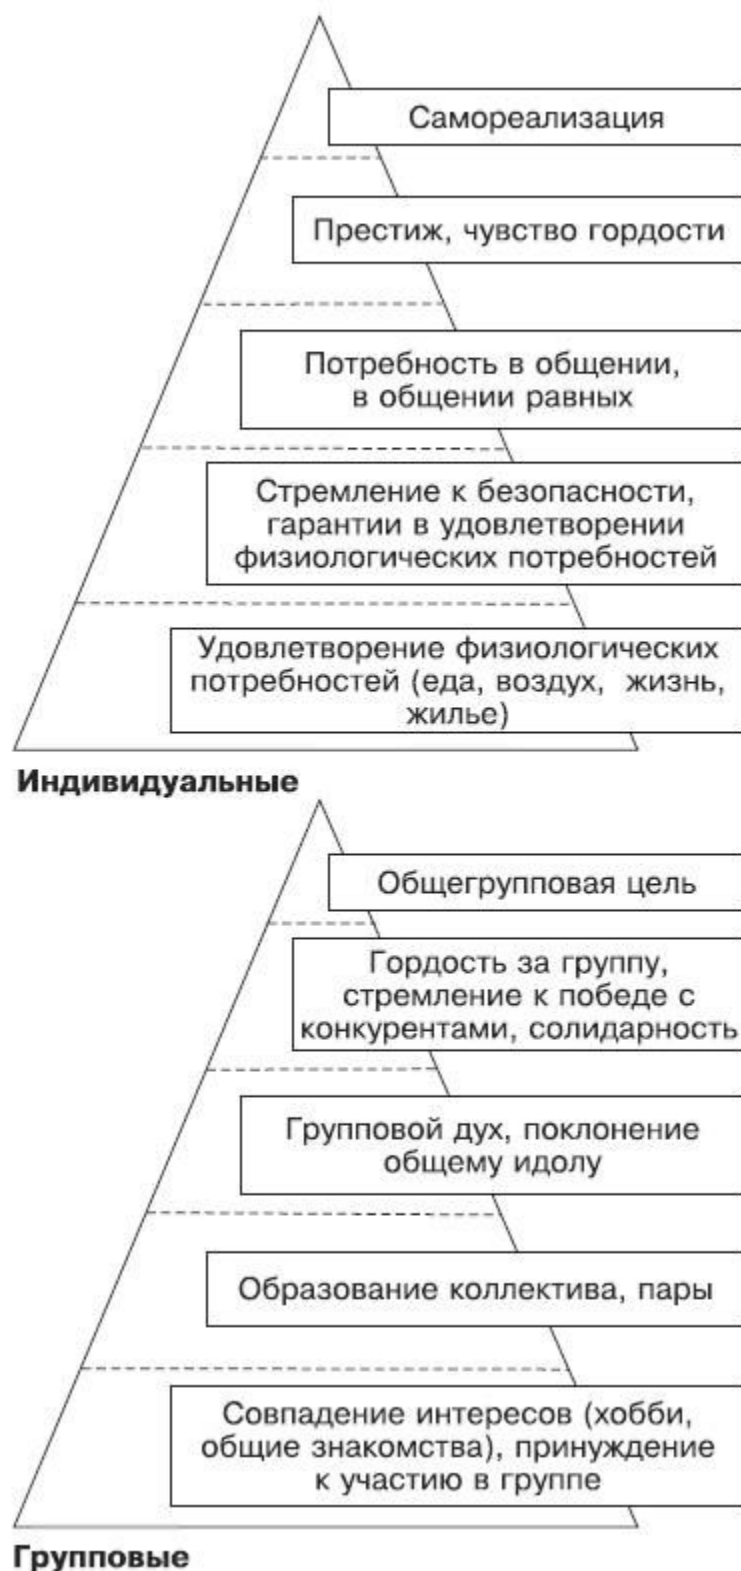 Самореализация
Престиж, чувство гордости
Потребность в общении,
в общении равных
Стремление к безопасности,
гарантии в удовлетворении
физиологических потребностей
Удовлетворение физиологических
потребностей (еда, воздух, жизнь,
жилье)
Индивидуальные
Общегрупповая цель
Гордость за группу,
стремление к победе с
конкурентами, солидарность
Групповой дух, поклонение
общему идолу
Образование коллектива, пары
Совпадение интересов (хобби,
общие знакомства), принуждение
к участию в группе
Групповые